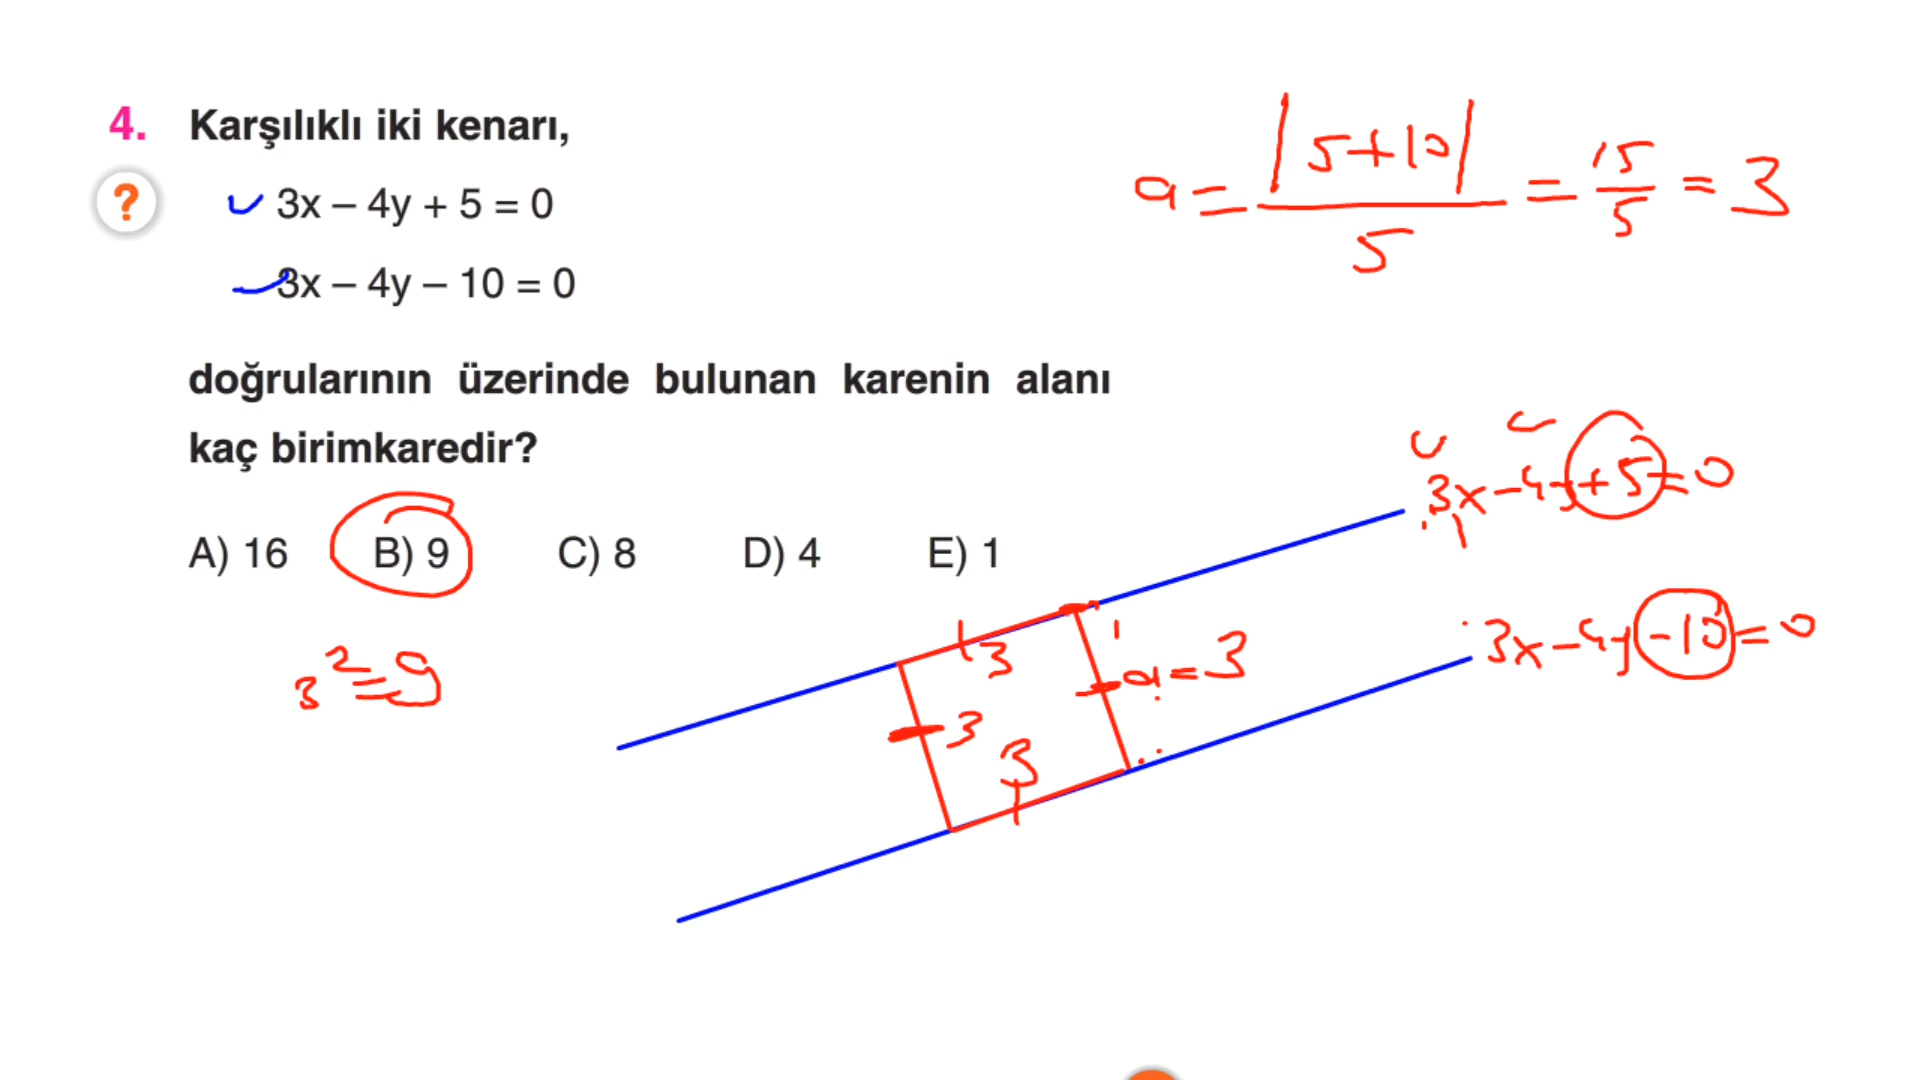 4. Karşılıklı iki kenarı,
? 3x – 4y + 5 = 0
3x – 4y – 10 = 0
doğrularının üzerinde bulunan karenin alanı
kaç birimkaredir?
A) 16 B) 9 C) 8 D) 4 E) 1
3² = 9
a = |5+10| / 5 = 15/5 = 3
3x – 4y + 5 = 0
3x – 4y – 10 = 0
3
a = 3
3
3